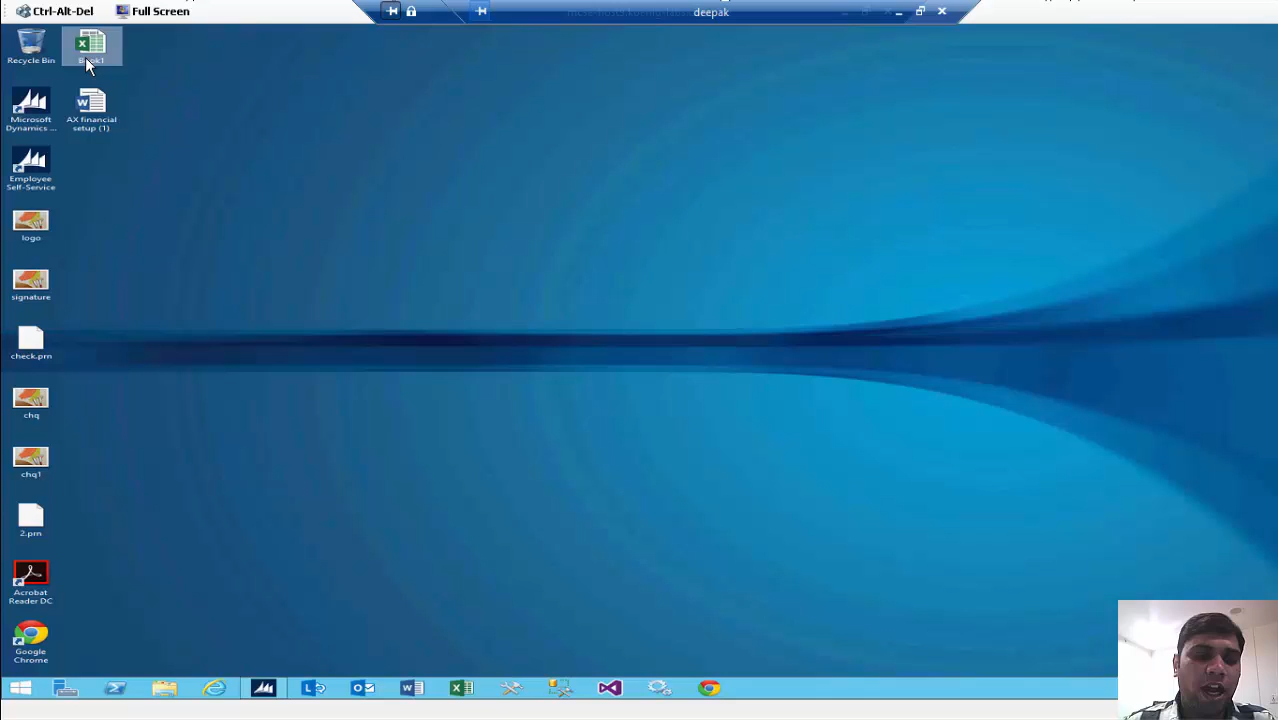 Ctrl-Alt-Del
Full Screen
deepak
Recycle Bin
Book1
Microsoft
Dynamics ...
AX financial
setup (1)
Employee
Self-Service
logo
signature
check.prn
chq
chq1
2.prn
Acrobat
Reader DC
Google
Chrome